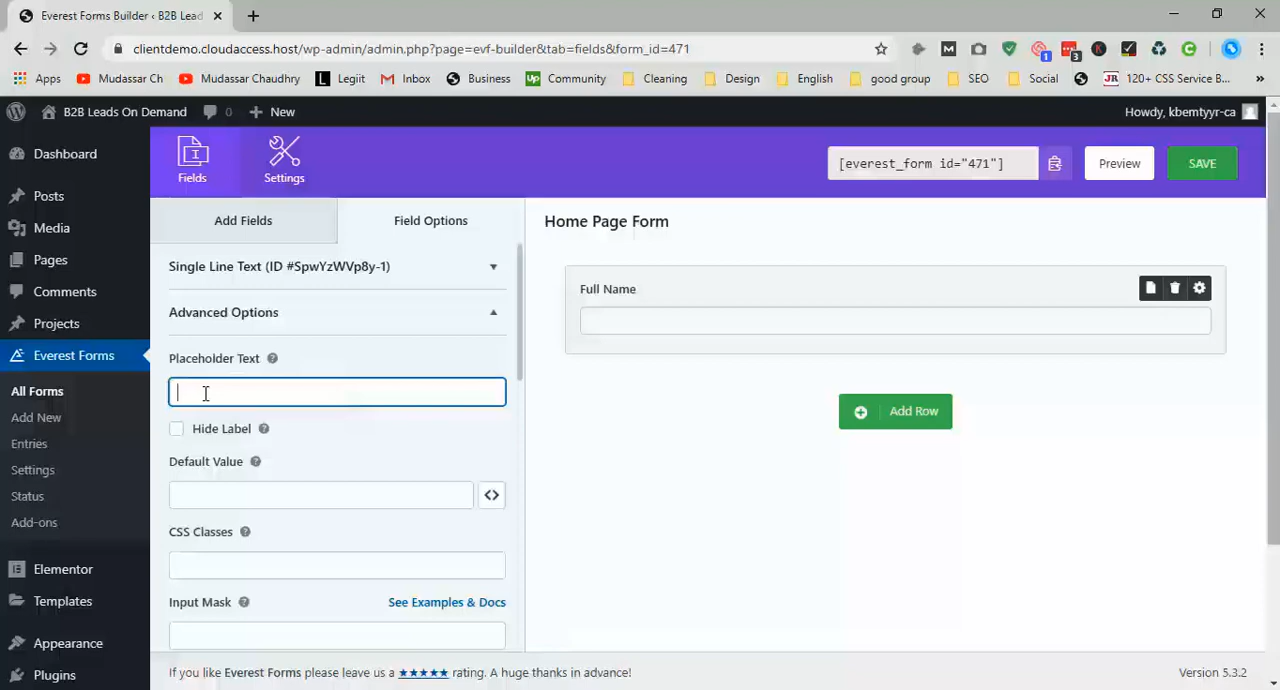 Everest Forms Builder ‹ B2B Lead
clientdemo.cloudaccess.host/wp-admin/admin.php?page=evf-builder&tab=fields&form_id=471
1
3
Apps
Mudassar Ch
Mudassar Chaudhry
Legiit
Inbox
Business
Community
Cleaning
Design
English
good group
SEO
Social
120+ CSS Service B...
B2B Leads On Demand
0
New
Howdy, kbemtyyr-ca
Dashboard
Posts
Media
Pages
Comments
Projects
Everest Forms
All Forms
Add New
Entries
Settings
Status
Add-ons
Elementor
Templates
Appearance
Plugins
Fields
Settings
[everest_form id="471"]
Preview
SAVE
Add Fields
Field Options
Single Line Text (ID #SpwYzWVp8y-1)
Advanced Options
Placeholder Text
Hide Label
Default Value
CSS Classes
Input Mask
See Examples & Docs
Home Page Form
Full Name
Add Row
If you like Everest Forms please leave us a ★★★★★ rating. A huge thanks in advance!
Version 5.3.2